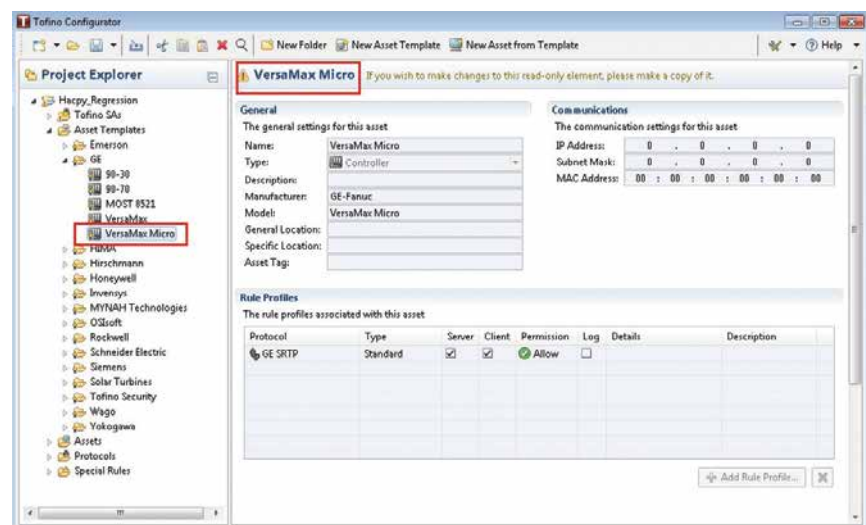 Tofino Configurator
New Folder New Asset Template New Asset from Template Help
Project Explorer
Hacpy_Regression
Tofino SAs
Asset Templates
Emerson
GE
90-30
90-70
MOST 8521
VersaMax
VersaMax Micro
HIMA
Hirschmann
Honeywell
Invensys
MYNAH Technologies
OSIsoft
Rockwell
Schneider Electric
Siemens
Solar Turbines
Tofino Security
Wago
Yokogawa
Assets
Protocols
Special Rules
VersaMax Micro If you wish to make changes to this read-only element, please make a copy of it.
General
The general settings for this asset
Name: VersaMax Micro
Type: Controller
Description:
Manufacturer: GE-Fanuc
Model: VersaMax Micro
General Location:
Specific Location:
Asset Tag:
Communications
The communication settings for this asset
IP Address: 0 . 0 . 0 . 0
Subnet Mask: 0 . 0 . 0 . 0
MAC Address: 00 : 00 : 00 : 00 : 00 : 00
Rule Profiles
The rule profiles associated with this asset
Protocol Type Server Client Permission Log Details Description
GE SRTP Standard Allow
Add Rule Profile...